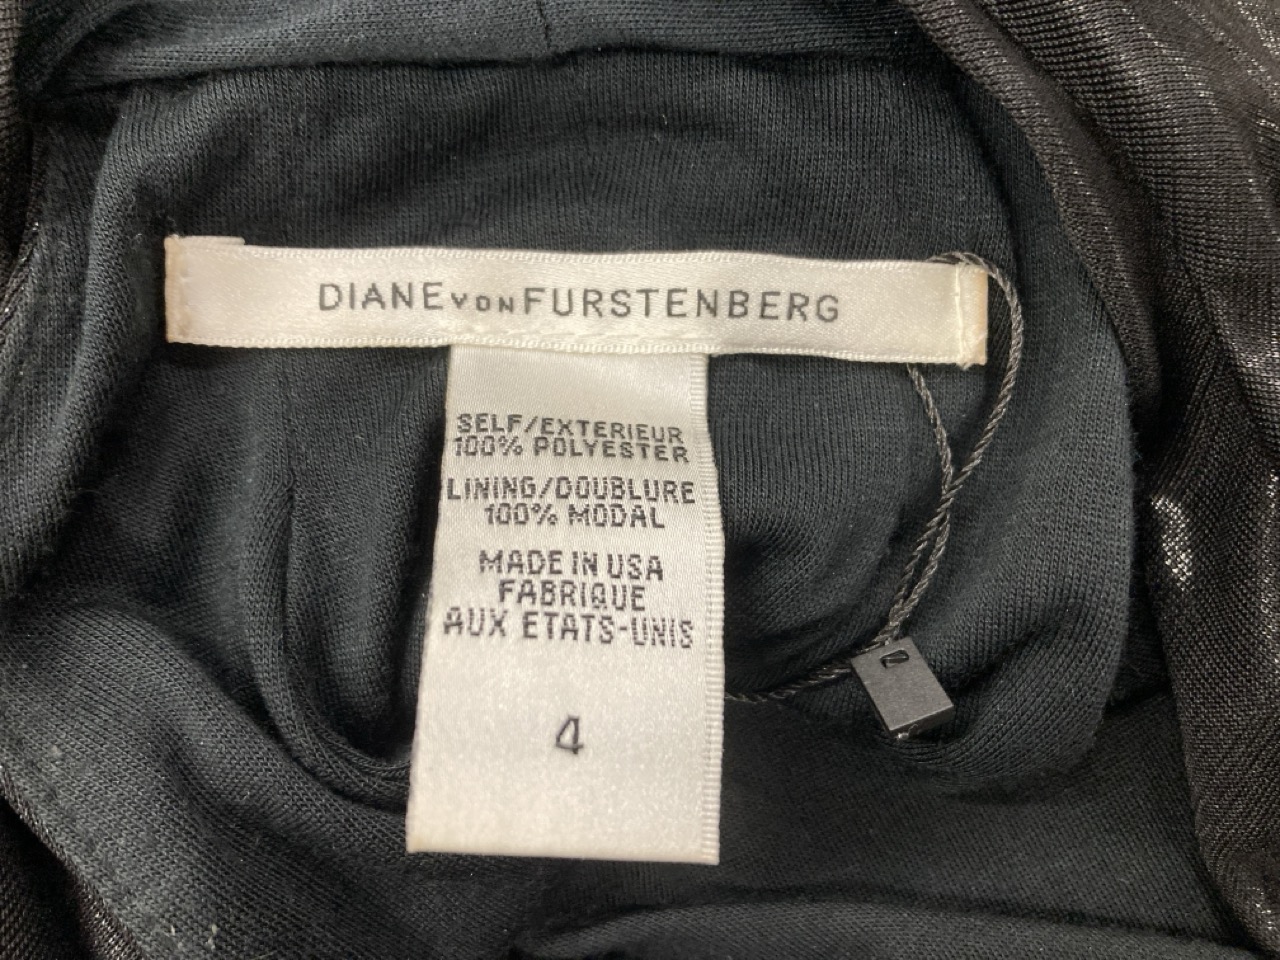 DIANE VON FURSTENBERG
SELF/EXTERIEUR
100% POLYESTER
LINING/DOUBLURE
100% MODAL
MADE IN USA
FABRIQUE
AUX ETATS-UNIS
4